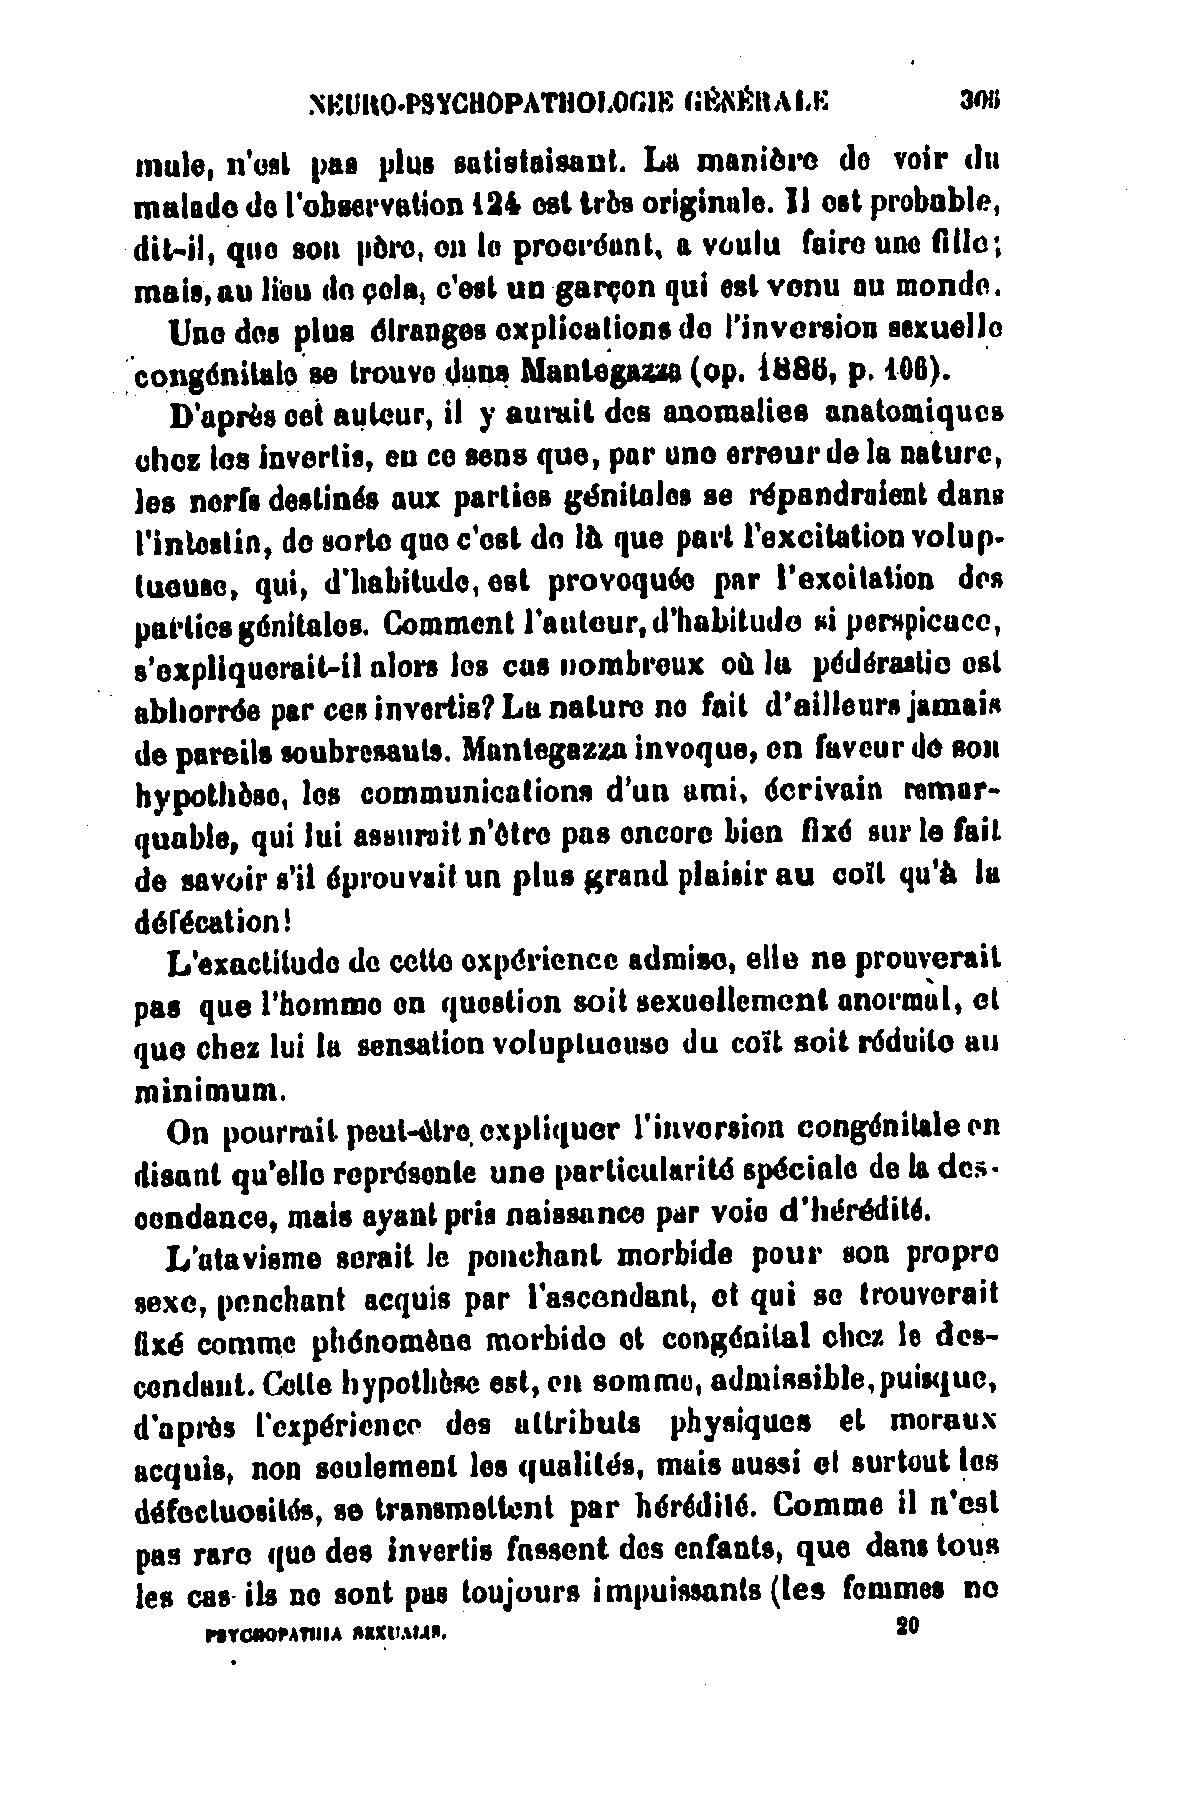 NEURO-PSYCHOPATHOLOGIE GÉNÉRALE 305
mule, n'est pas plus satisfaisant. La manière de voir du
malade de l'observation 124 est très originale. Il est probable,
dit-il, que son père, en le procréant, a voulu faire une fille;
mais, au lieu de cela, c'est un garçon qui est venu au monde.
Une des plus étranges explications de l'inversion sexuelle
congénitale se trouve dans Mantegazza (op. 1886, p. 106).
D'après cet auteur, il y aurait des anomalies anatomiques
chez les invertis, en ce sens que, par une erreur de la nature,
les nerfs destinés aux parties génitales se répandraient dans
l'intestin, de sorte que c'est de là que part l'excitation volup-
tueuse, qui, d'habitude, est provoquée par l'excitation des
parties génitales. Comment l'auteur, d'habitude si perspicace,
s'expliquerait-il alors les cas nombreux où la pédérastie est
abhorrée par ces invertis? La nature ne fait d'ailleurs jamais
de pareils soubresauts. Mantegazza invoque, en faveur de son
hypothèse, les communications d'un ami, écrivain remar-
quable, qui lui assurait n'être pas encore bien fixé sur le fait
de savoir s'il éprouvait un plus grand plaisir au coït qu'à la
défécation!
L'exactitude de cette expérience admise, elle ne prouverait
pas que l'homme en question soit sexuellement anormal, et
que chez lui la sensation voluptueuse du coït soit réduite au
minimum.
On pourrait peut-être expliquer l'inversion congénitale en
disant qu'elle représente une particularité spéciale de la des-
cendance, mais ayant pris naissance par voie d'hérédité.
L'atavisme serait le penchant morbide pour son propre
sexe, penchant acquis par l'ascendant, et qui se trouverait
fixé comme phénomène morbide et congénital chez le des-
cendant. Cette hypothèse est, en somme, admissible, puisque,
d'après l'expérience des attributs physiques et moraux
acquis, non seulement les qualités, mais aussi et surtout les
défectuosités, se transmettent par hérédité. Comme il n'est
pas rare que des invertis fassent des enfants, que dans tous
les cas ils ne sont pas toujours impuissants (les femmes ne
PSYCHOPATHIA SEXUALIS. 20